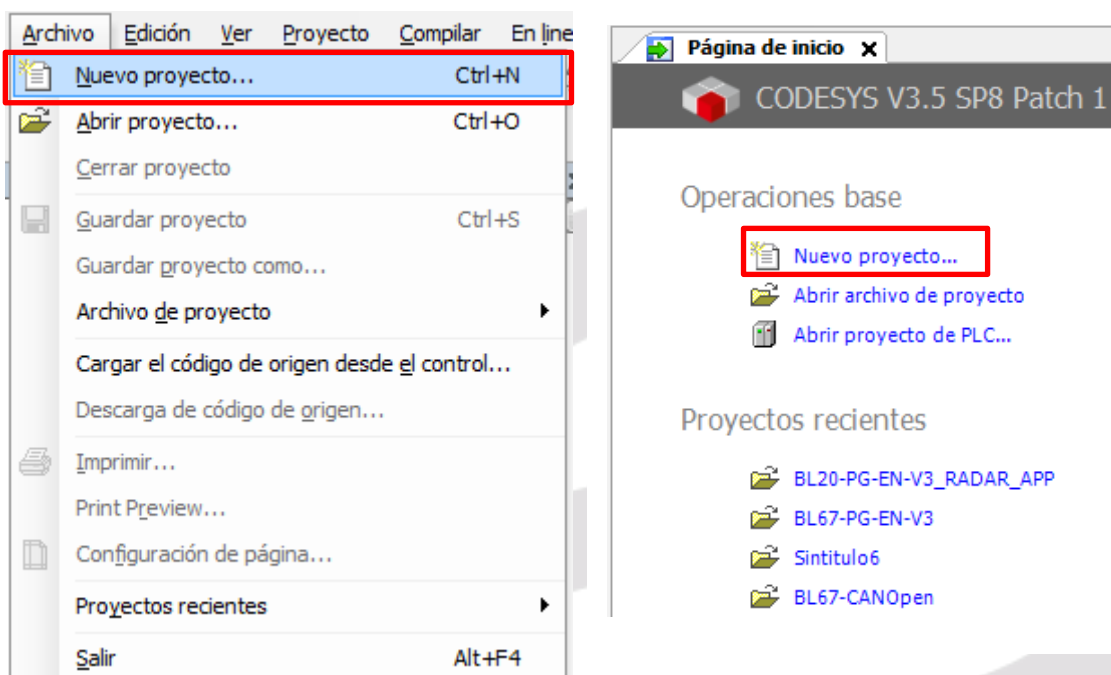 Archivo Edición Ver Proyecto Compilar En líne
Nuevo proyecto... Ctrl+N
Abrir proyecto... Ctrl+O
Cerrar proyecto
Guardar proyecto Ctrl+S
Guardar proyecto como...
Archivo de proyecto
Cargar el código de origen desde el control...
Descarga de código de origen...
Imprimir...
Print Preview...
Configuración de página...
Proyectos recientes
Salir Alt+F4
Página de inicio x
CODESYS V3.5 SP8 Patch 1
Operaciones base
Nuevo proyecto...
Abrir archivo de proyecto
Abrir proyecto de PLC...
Proyectos recientes
BL20-PG-EN-V3_RADAR_APP
BL67-PG-EN-V3
Sintitulo6
BL67-CANOpen